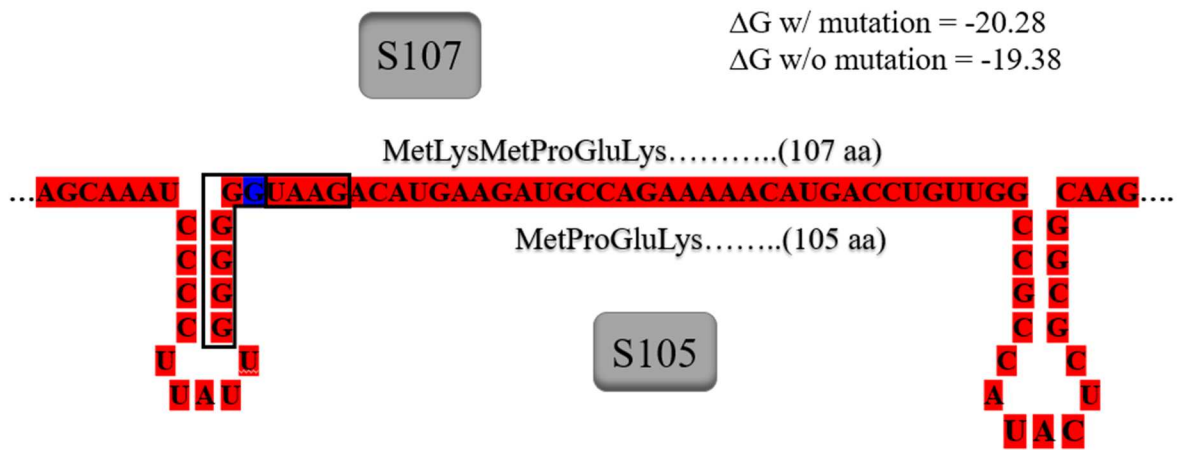 ΔG w/ mutation = -20.28
S107
ΔG w/o mutation = -19.38
MetLysMetProGluLys………..(107 aa)
…AGCAAAU GGUAAGACAUGAAGAUGCCAGAAAAACAUGACCUGUUGG CAAG….
C G C G
MetProGluLys……..(105 aa)
C G C G
C G G C
C G C G
S105
U U C C
U A U A U
U A C